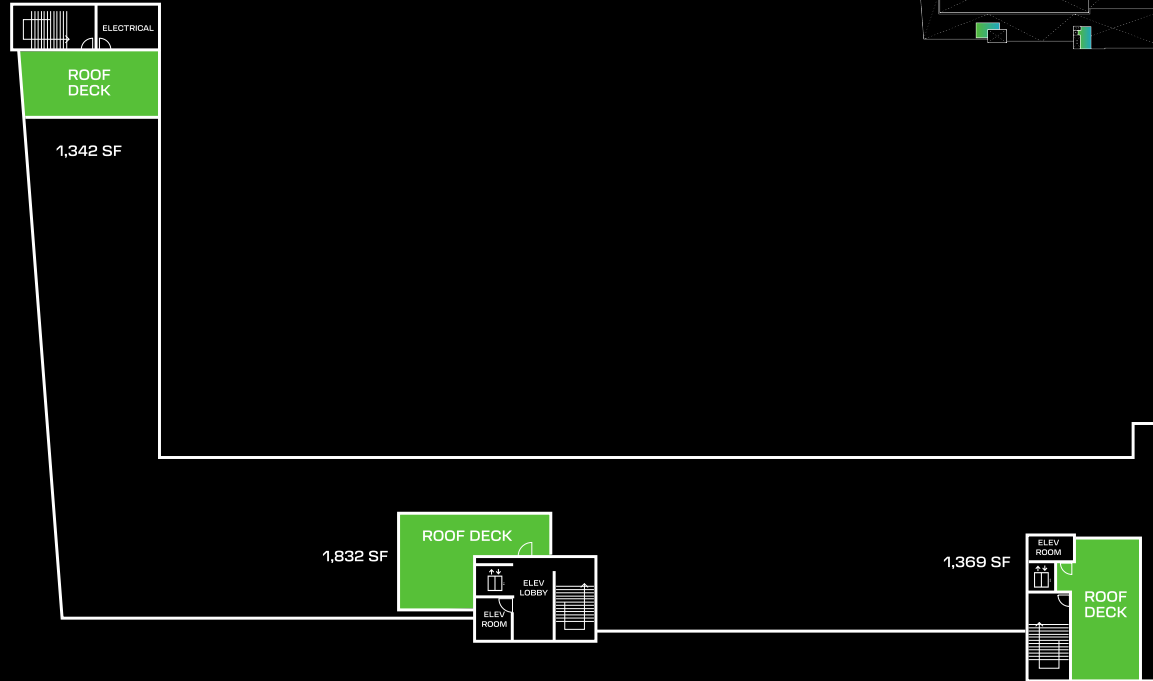 ELECTRICAL
ROOF
DECK
1,342 SF
ROOF DECK
1,832 SF
ELEV
LOBBY
ELEV
ROOM
ELEV
ROOM
1,369 SF
ROOF
DECK